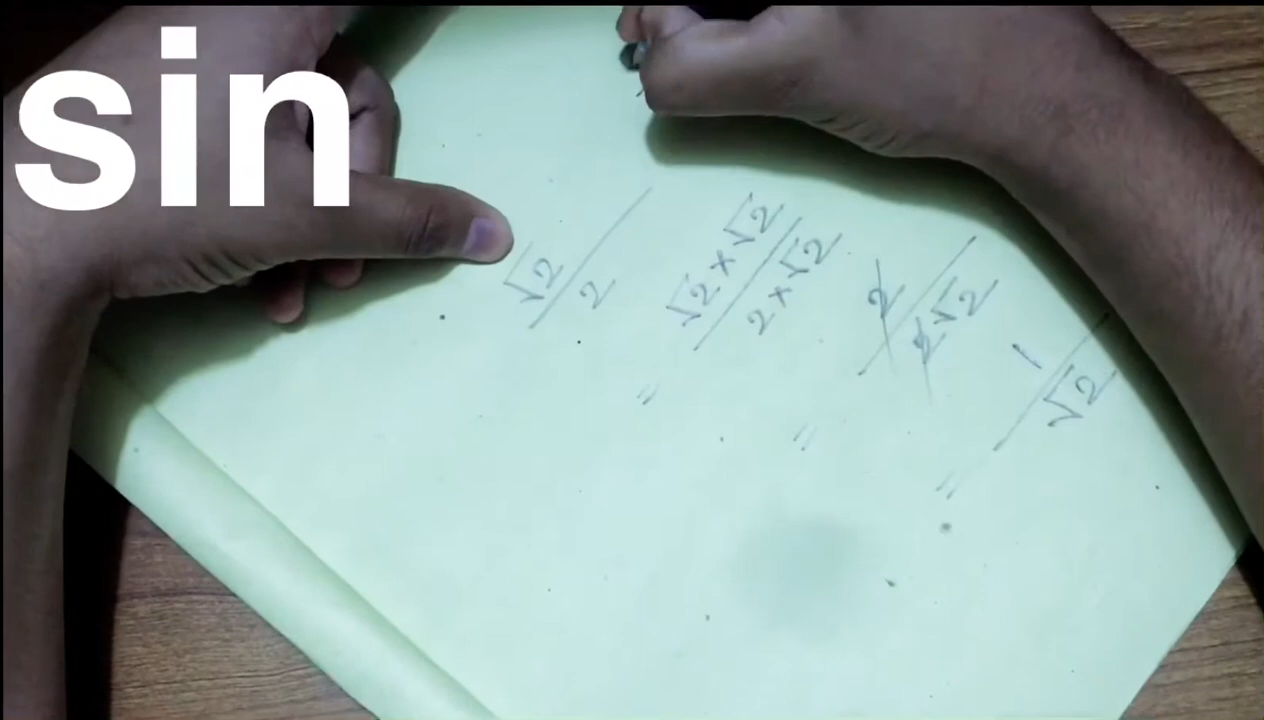 sin
√2/2
= √2×√2/2×√2
= 2/2√2
= 1/√2